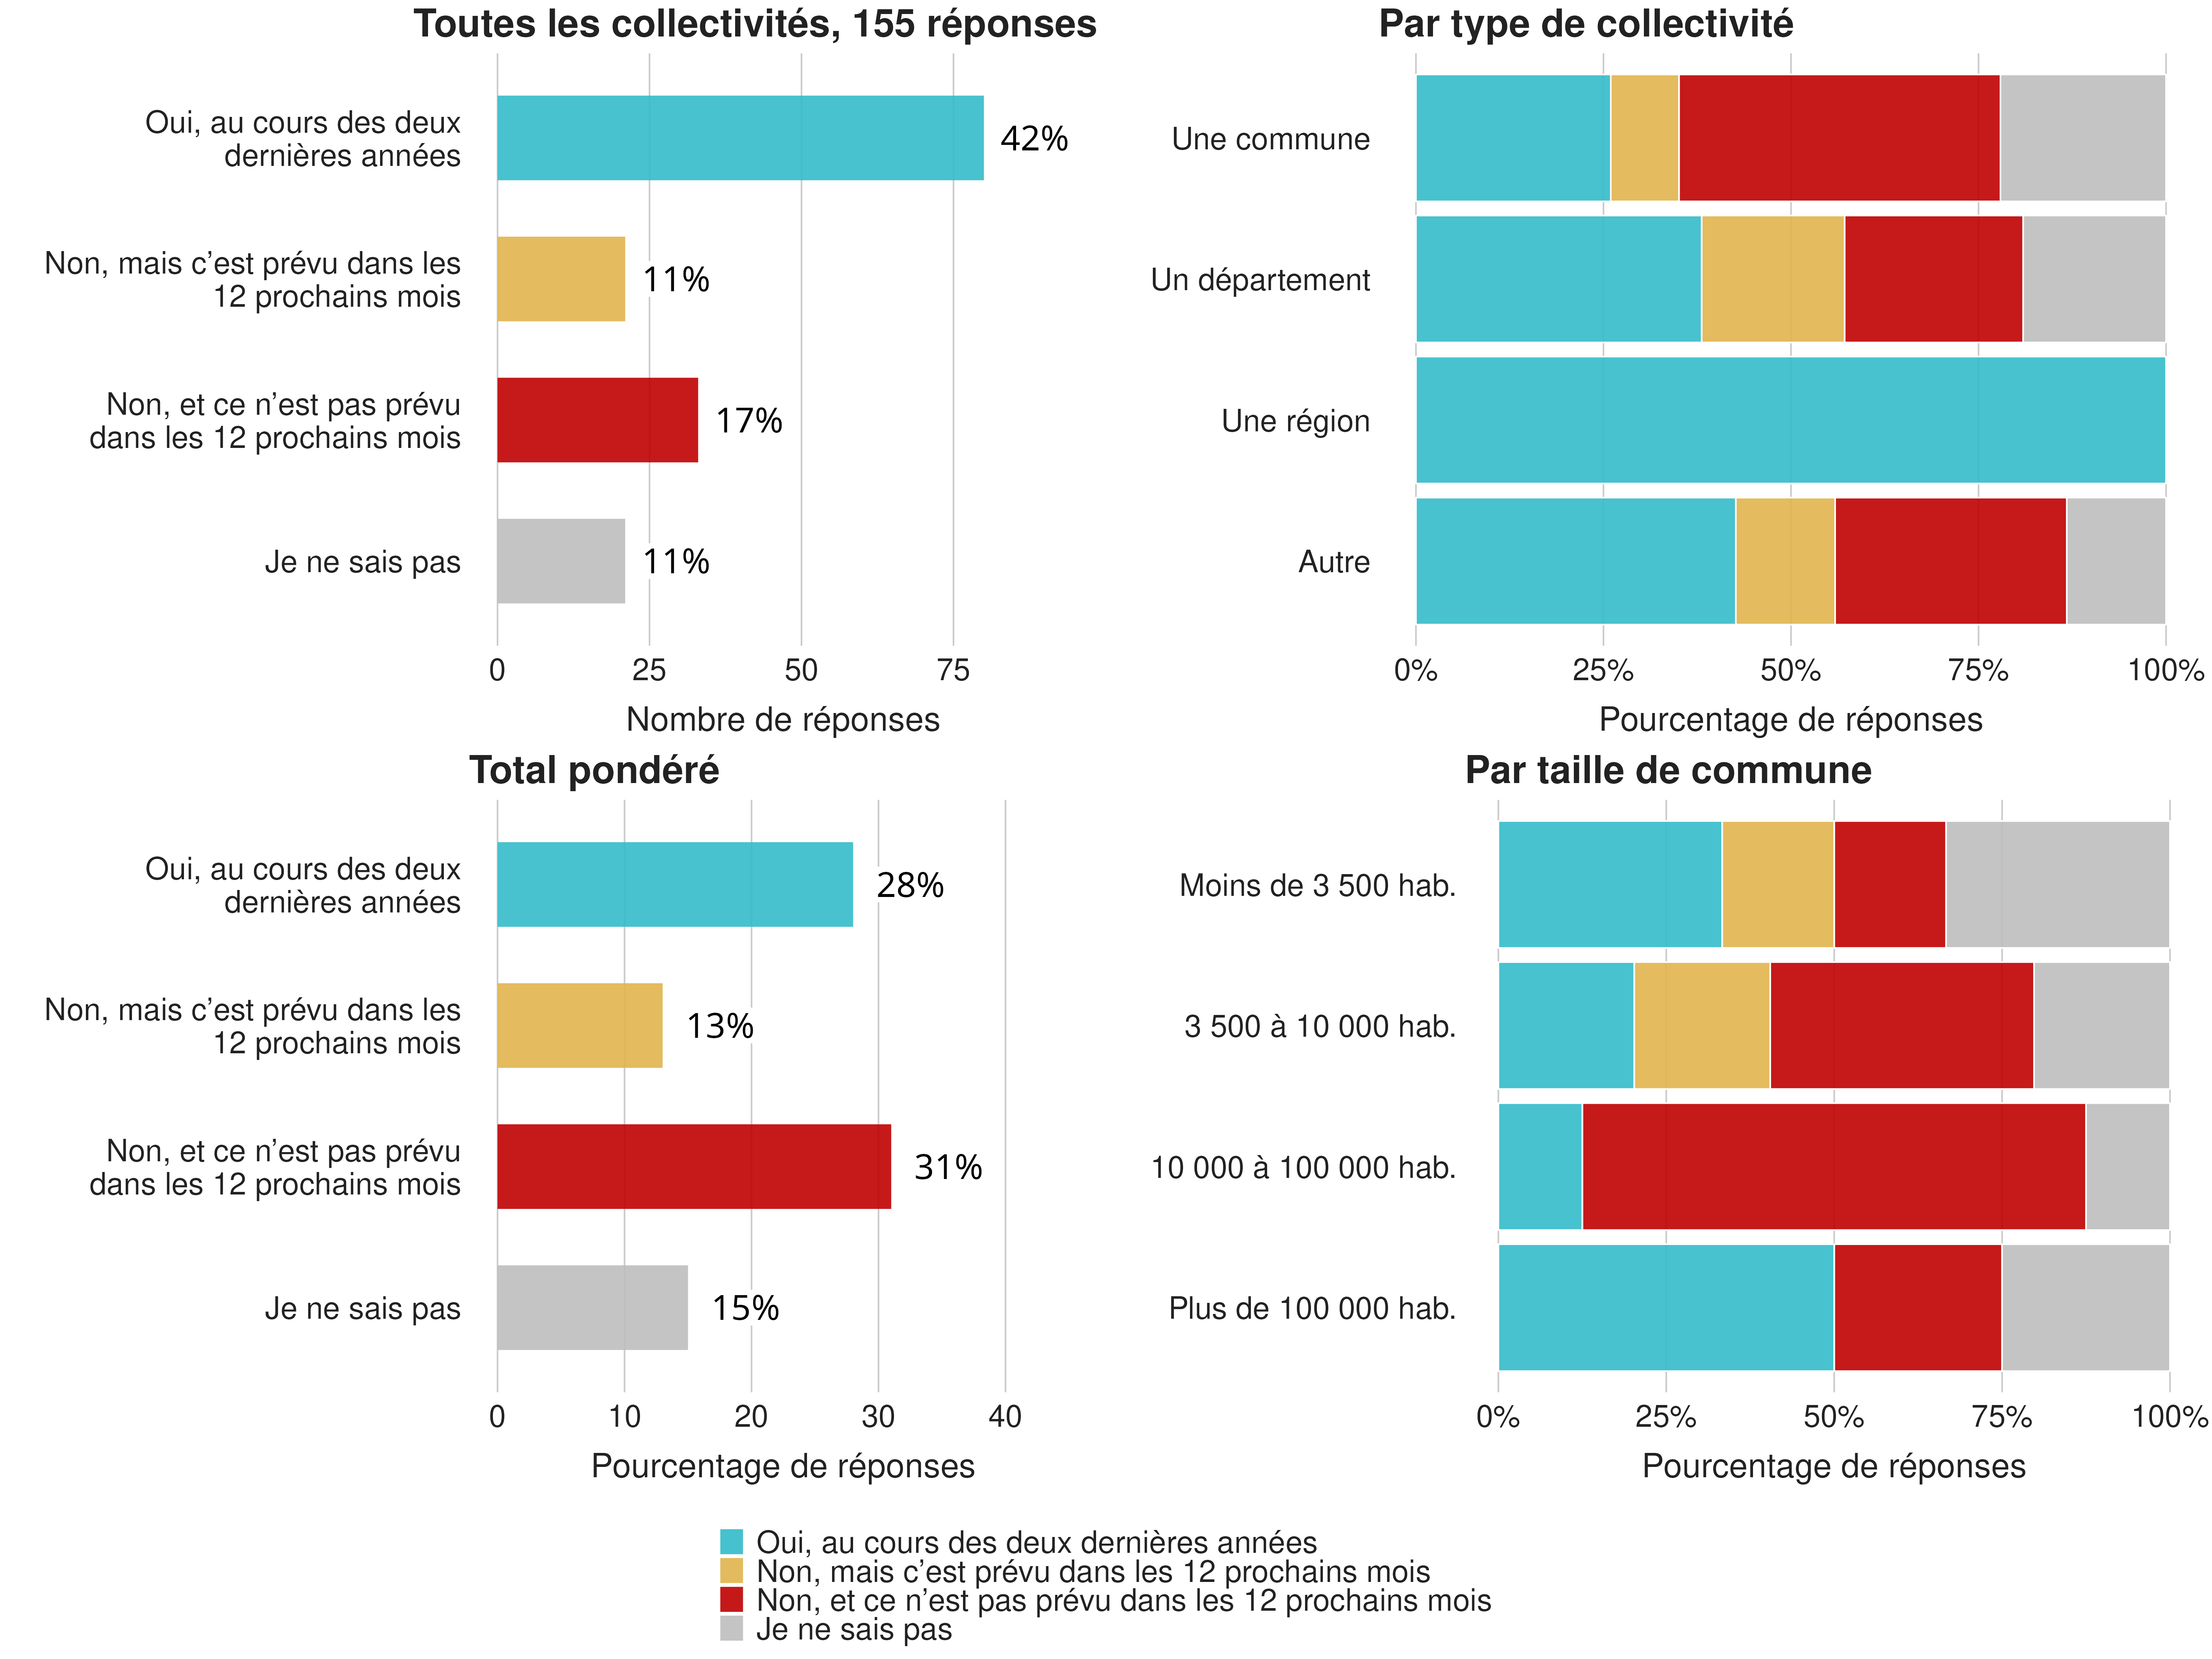 Toutes les collectivités, 155 réponses
Oui, au cours des deux
dernières années
42%
Non, mais c’est prévu dans les
12 prochains mois
11%
Non, et ce n’est pas prévu
dans les 12 prochains mois
17%
Je ne sais pas
11%
0 25 50 75
Nombre de réponses
Par type de collectivité
Une commune
Un département
Une région
Autre
0% 25% 50% 75% 100%
Pourcentage de réponses
Total pondéré
Oui, au cours des deux
dernières années
28%
Non, mais c’est prévu dans les
12 prochains mois
13%
Non, et ce n’est pas prévu
dans les 12 prochains mois
31%
Je ne sais pas
15%
0 10 20 30 40
Pourcentage de réponses
Par taille de commune
Moins de 3 500 hab.
3 500 à 10 000 hab.
10 000 à 100 000 hab.
Plus de 100 000 hab.
0% 25% 50% 75% 100%
Pourcentage de réponses
Oui, au cours des deux dernières années
Non, mais c’est prévu dans les 12 prochains mois
Non, et ce n’est pas prévu dans les 12 prochains mois
Je ne sais pas